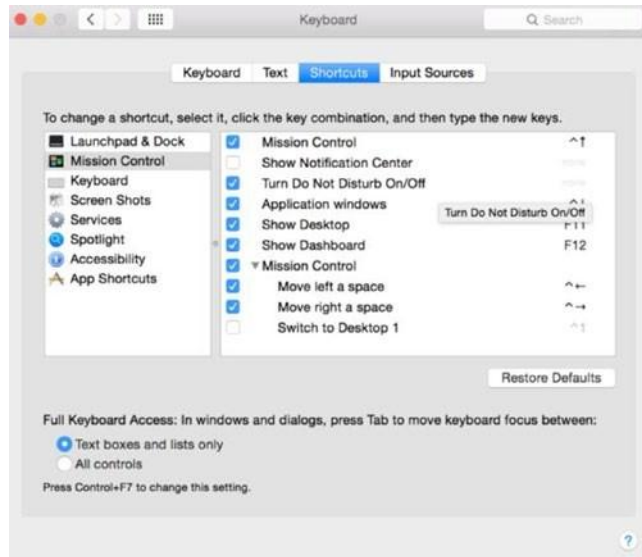 Keyboard
Search
Keyboard Text Shortcuts Input Sources
To change a shortcut, select it, click the key combination, and then type the new keys.
Launchpad & Dock
Mission Control
Keyboard
Screen Shots
Services
Spotlight
Accessibility
App Shortcuts
Mission Control ^↑
Show Notification Center
Turn Do Not Disturb On/Off
Application windows
Turn Do Not Disturb On/Off
Show Desktop F11
Show Dashboard F12
Mission Control
Move left a space ^←
Move right a space ^→
Switch to Desktop 1 ^1
Restore Defaults
Full Keyboard Access: In windows and dialogs, press Tab to move keyboard focus between:
Text boxes and lists only
All controls
Press Control+F7 to change this setting.
?